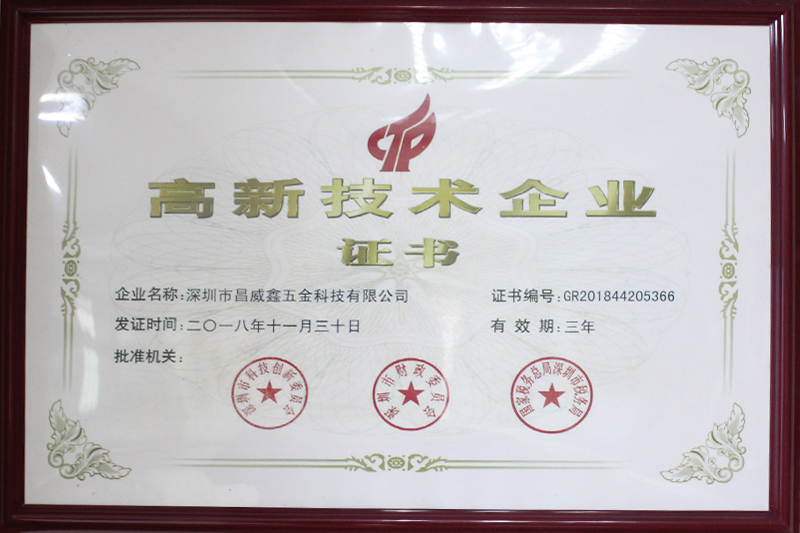 高新技术企业
证书
企业名称:深圳市昌威鑫五金科技有限公司
证书编号:GR201844205366
发证时间:二〇一八年十一月三十日
有 效 期:三年
批准机关:
深圳市科技创新委员会
深圳市财政委员会
国家税务总局深圳市税务局